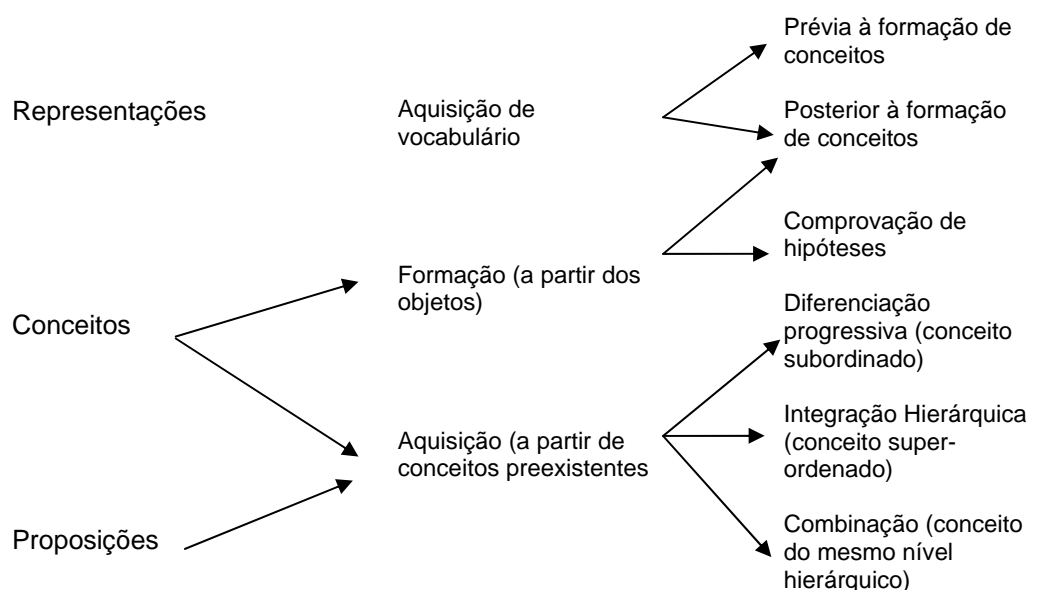 Representações
Conceitos
Proposições
Aquisição de
vocabulário
Formação (a partir dos
objetos)
Aquisição (a partir de
conceitos preexistentes
Prévia à formação de
conceitos
Posterior à formação
de conceitos
Comprovação de
hipóteses
Diferenciação
progressiva (conceito
subordinado)
Integração Hierárquica
(conceito super-
ordenado)
Combinação (conceito
do mesmo nível
hierárquico)